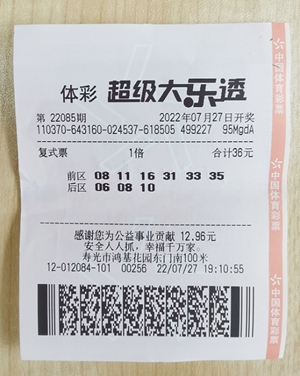 体彩 超级大乐透
第 22085期 2022年07月27日开奖
110370-643160-024537-618505 499227 95MgdA
复式票 1倍 合计36元
前区 08 11 16 31 33 35
后区 06 08 10
感谢您为公益事业贡献 12.96元
安全人人抓，幸福千万家。
寿光市鸿基花园东门南100米
12-012084-101 00256 22/07/27 19:10:55
中国体育彩票
中国体育彩票
中国体育彩票